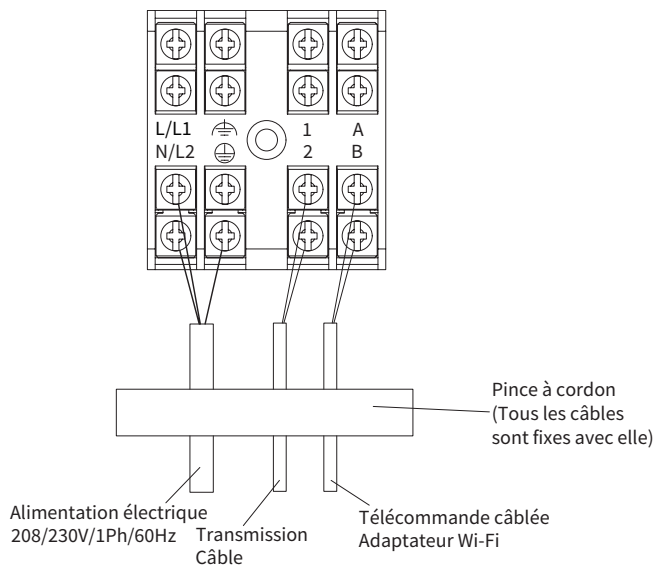 L/L1 1 A
N/L2 2 B
Pince à cordon
(Tous les câbles
sont fixes avec elle)
Alimentation électrique
208/230V/1Ph/60Hz
Transmission
Câble
Télécommande câblée
Adaptateur Wi-Fi